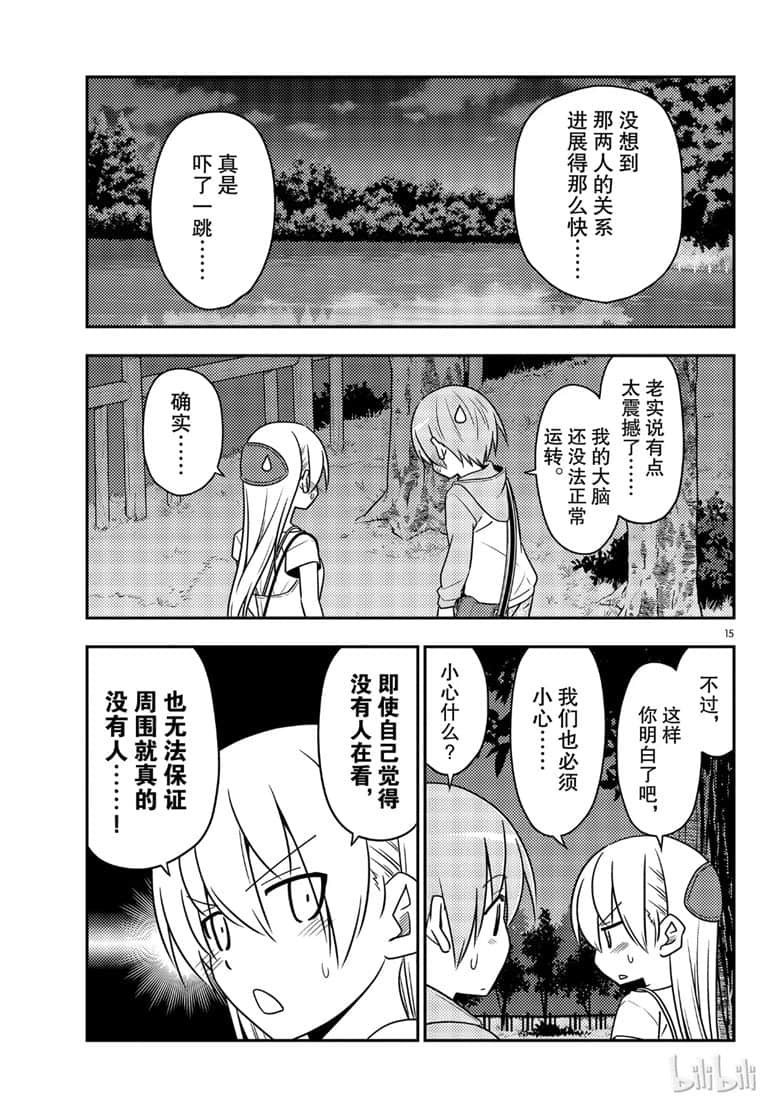 没想到
那两人的关系
进展得那么快……
真是
吓了一跳……
老实说有点
太震撼了……
我的大脑
还没法正常
运转。
确实……
15
不过,
这样
你明白了吧,
我们也必须
小心……
小心什么?
即使自己觉得
没有人在看,
也无法保证
周围就真的
没有人……!
bilibili